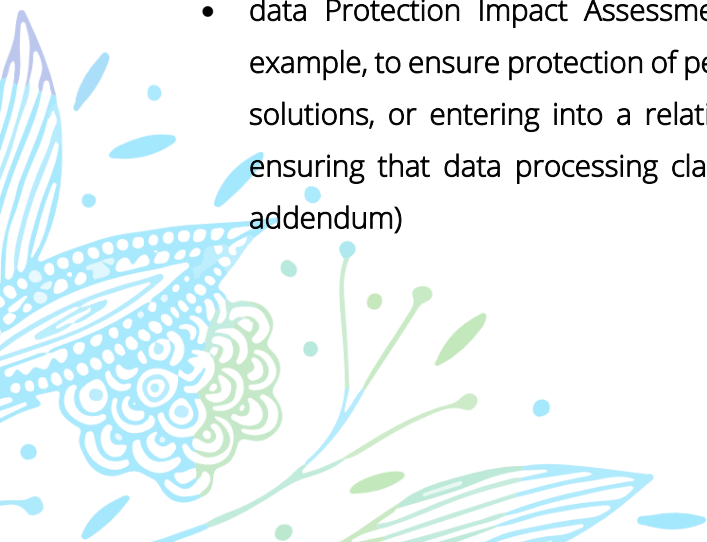 • data Protection Impact
example, to ensure protection of
solutions, or entering into a
ensuring that data processing
addendum)